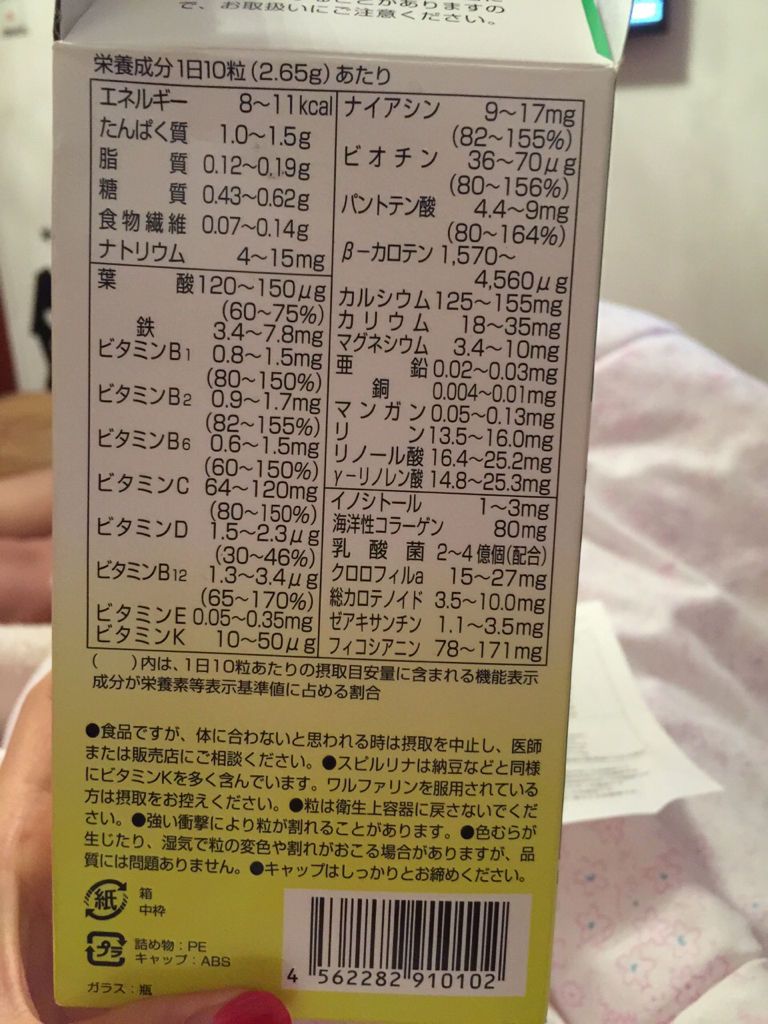 で、お取扱いにご注意ください。
栄養成分1日10粒(2.65g)あたり
エネルギー 8〜11kcal
たんぱく質 1.0〜1.5g
脂質 0.12〜0.19g
糖質 0.43〜0.62g
食物繊維 0.07〜0.14g
ナトリウム 4〜15mg
葉酸 120〜150μg
(60〜75%)
鉄 3.4〜7.8mg
ビタミンB1 0.8〜1.5mg
(80〜150%)
ビタミンB2 0.9〜1.7mg
(82〜155%)
ビタミンB6 0.6〜1.5mg
(60〜150%)
ビタミンC 64〜120mg
(80〜150%)
ビタミンD 1.5〜2.3μg
(30〜46%)
ビタミンB12 1.3〜3.4μg
(65〜170%)
ビタミンE 0.05〜0.35mg
ビタミンK 10〜50μg
ナイアシン 9〜17mg
(82〜155%)
ビオチン 36〜70μg
(80〜156%)
パントテン酸 4.4〜9mg
(80〜164%)
β−カロテン 1,570〜
4,560μg
カルシウム 125〜155mg
カリウム 18〜35mg
マグネシウム 3.4〜10mg
亜鉛 0.02〜0.03mg
銅 0.004〜0.01mg
マンガン 0.05〜0.13mg
リン 13.5〜16.0mg
リノール酸 16.4〜25.2mg
γ−リノレン酸 14.8〜25.3mg
イノシトール 1〜3mg
海洋性コラーゲン 80mg
乳酸菌 2〜4億個(配合)
クロロフィルa 15〜27mg
総カロテノイド 3.5〜10.0mg
ゼアキサンチン 1.1〜3.5mg
フィコシアニン 78〜171mg
( )内は、1日10粒あたりの摂取目安量に含まれる機能表示
成分が栄養素等表示基準値に占める割合
●食品ですが、体に合わないと思われる時は摂取を中止し、医師
または販売店にご相談ください。●スピルリナは納豆などと同様
にビタミンKを多く含んでいます。ワルファリンを服用されている
方は摂取をお控えください。●粒は衛生上容器に戻さないでくだ
さい。●強い衝撃により粒が割れることがあります。●色むらが
生じたり、湿気で粒の変色や割れがおこる場合がありますが、品
質には問題ありません。●キャップはしっかりとお締めください。
紙 箱
中枠
プラ 詰め物：PE
キャップ：ABS
ガラス：瓶
4 562282 910102